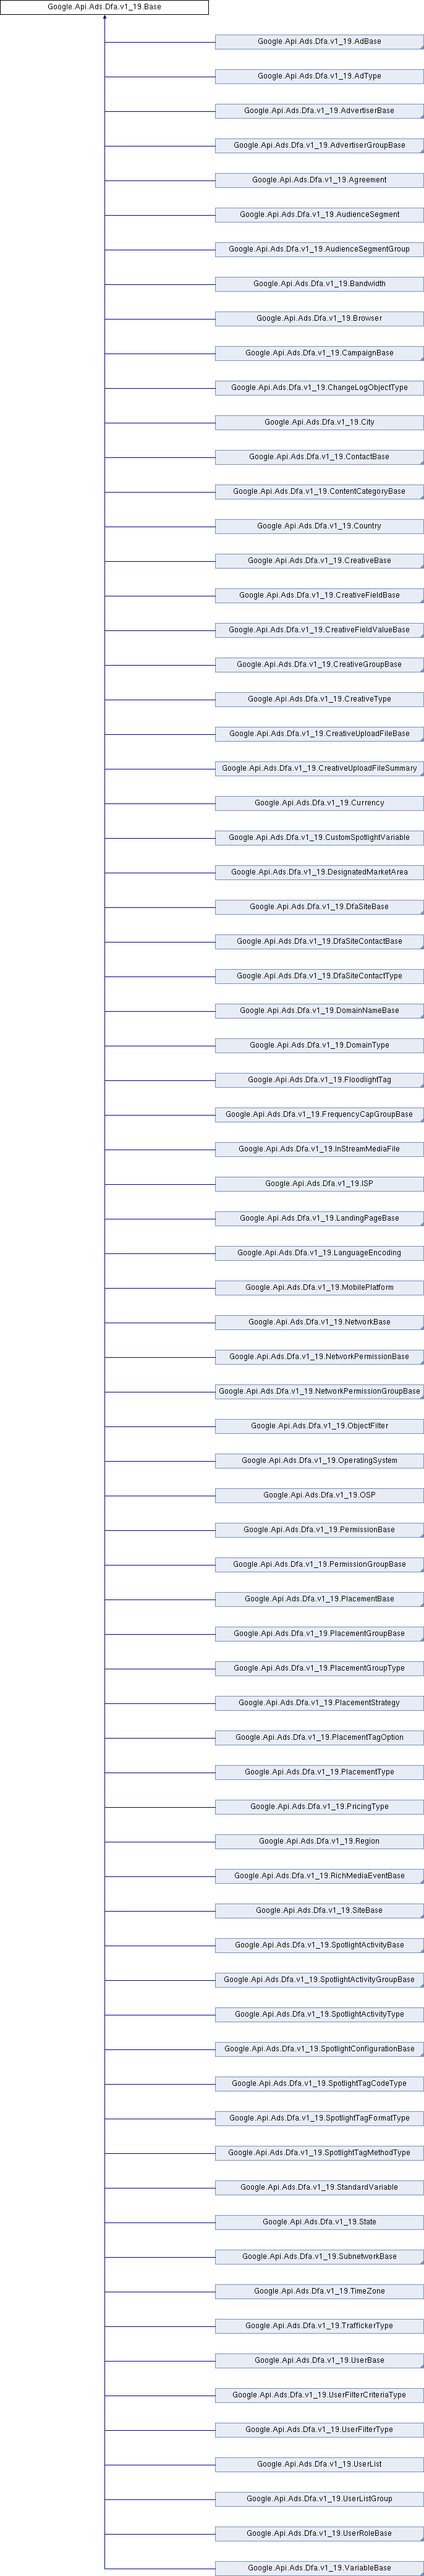 Google.Api.Ads.Dfa.v1_19.Base
Google.Api.Ads.Dfa.v1_19.AdBase
Google.Api.Ads.Dfa.v1_19.AdType
Google.Api.Ads.Dfa.v1_19.AdvertiserBase
Google.Api.Ads.Dfa.v1_19.AdvertiserGroupBase
Google.Api.Ads.Dfa.v1_19.Agreement
Google.Api.Ads.Dfa.v1_19.AudienceSegment
Google.Api.Ads.Dfa.v1_19.AudienceSegmentGroup
Google.Api.Ads.Dfa.v1_19.Bandwidth
Google.Api.Ads.Dfa.v1_19.Browser
Google.Api.Ads.Dfa.v1_19.CampaignBase
Google.Api.Ads.Dfa.v1_19.ChangeLogObjectType
Google.Api.Ads.Dfa.v1_19.City
Google.Api.Ads.Dfa.v1_19.ContactBase
Google.Api.Ads.Dfa.v1_19.ContentCategoryBase
Google.Api.Ads.Dfa.v1_19.Country
Google.Api.Ads.Dfa.v1_19.CreativeBase
Google.Api.Ads.Dfa.v1_19.CreativeFieldBase
Google.Api.Ads.Dfa.v1_19.CreativeFieldValueBase
Google.Api.Ads.Dfa.v1_19.CreativeGroupBase
Google.Api.Ads.Dfa.v1_19.CreativeType
Google.Api.Ads.Dfa.v1_19.CreativeUploadFileBase
Google.Api.Ads.Dfa.v1_19.CreativeUploadFileSummary
Google.Api.Ads.Dfa.v1_19.Currency
Google.Api.Ads.Dfa.v1_19.CustomSpotlightVariable
Google.Api.Ads.Dfa.v1_19.DesignatedMarketArea
Google.Api.Ads.Dfa.v1_19.DfaSiteBase
Google.Api.Ads.Dfa.v1_19.DfaSiteContactBase
Google.Api.Ads.Dfa.v1_19.DfaSiteContactType
Google.Api.Ads.Dfa.v1_19.DomainNameBase
Google.Api.Ads.Dfa.v1_19.DomainType
Google.Api.Ads.Dfa.v1_19.FloodlightTag
Google.Api.Ads.Dfa.v1_19.FrequencyCapGroupBase
Google.Api.Ads.Dfa.v1_19.InStreamMediaFile
Google.Api.Ads.Dfa.v1_19.ISP
Google.Api.Ads.Dfa.v1_19.LandingPageBase
Google.Api.Ads.Dfa.v1_19.LanguageEncoding
Google.Api.Ads.Dfa.v1_19.MobilePlatform
Google.Api.Ads.Dfa.v1_19.NetworkBase
Google.Api.Ads.Dfa.v1_19.NetworkPermissionBase
Google.Api.Ads.Dfa.v1_19.NetworkPermissionGroupBase
Google.Api.Ads.Dfa.v1_19.ObjectFilter
Google.Api.Ads.Dfa.v1_19.OperatingSystem
Google.Api.Ads.Dfa.v1_19.OSP
Google.Api.Ads.Dfa.v1_19.PermissionBase
Google.Api.Ads.Dfa.v1_19.PermissionGroupBase
Google.Api.Ads.Dfa.v1_19.PlacementBase
Google.Api.Ads.Dfa.v1_19.PlacementGroupBase
Google.Api.Ads.Dfa.v1_19.PlacementGroupType
Google.Api.Ads.Dfa.v1_19.PlacementStrategy
Google.Api.Ads.Dfa.v1_19.PlacementTagOption
Google.Api.Ads.Dfa.v1_19.PlacementType
Google.Api.Ads.Dfa.v1_19.PricingType
Google.Api.Ads.Dfa.v1_19.Region
Google.Api.Ads.Dfa.v1_19.RichMediaEventBase
Google.Api.Ads.Dfa.v1_19.SiteBase
Google.Api.Ads.Dfa.v1_19.SpotlightActivityBase
Google.Api.Ads.Dfa.v1_19.SpotlightActivityGroupBase
Google.Api.Ads.Dfa.v1_19.SpotlightActivityType
Google.Api.Ads.Dfa.v1_19.SpotlightConfigurationBase
Google.Api.Ads.Dfa.v1_19.SpotlightTagCodeType
Google.Api.Ads.Dfa.v1_19.SpotlightTagFormatType
Google.Api.Ads.Dfa.v1_19.SpotlightTagMethodType
Google.Api.Ads.Dfa.v1_19.StandardVariable
Google.Api.Ads.Dfa.v1_19.State
Google.Api.Ads.Dfa.v1_19.SubnetworkBase
Google.Api.Ads.Dfa.v1_19.TimeZone
Google.Api.Ads.Dfa.v1_19.TraffickerType
Google.Api.Ads.Dfa.v1_19.UserBase
Google.Api.Ads.Dfa.v1_19.UserFilterCriteriaType
Google.Api.Ads.Dfa.v1_19.UserFilterType
Google.Api.Ads.Dfa.v1_19.UserList
Google.Api.Ads.Dfa.v1_19.UserListGroup
Google.Api.Ads.Dfa.v1_19.UserRoleBase
Google.Api.Ads.Dfa.v1_19.VariableBase